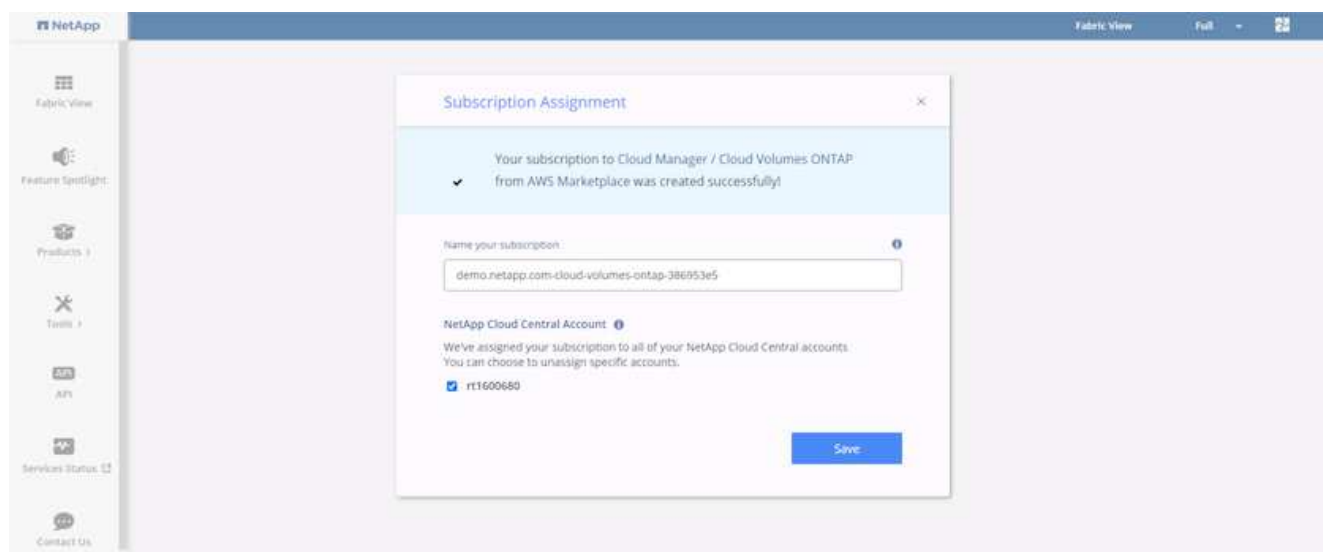 NetApp
Fabric View
Full
Fabric View
Feature Spotlight
Products >
Tools >
API
API
Services Status
Contact Us
Subscription Assignment
Your subscription to Cloud Manager / Cloud Volumes ONTAP
from AWS Marketplace was created successfully!
Name your subscription
demo.netapp.com-cloud-volumes-ontap-386953e5
NetApp Cloud Central Account
We've assigned your subscription to all of your NetApp Cloud Central accounts.
You can choose to unassign specific accounts.
rt1600680
Save